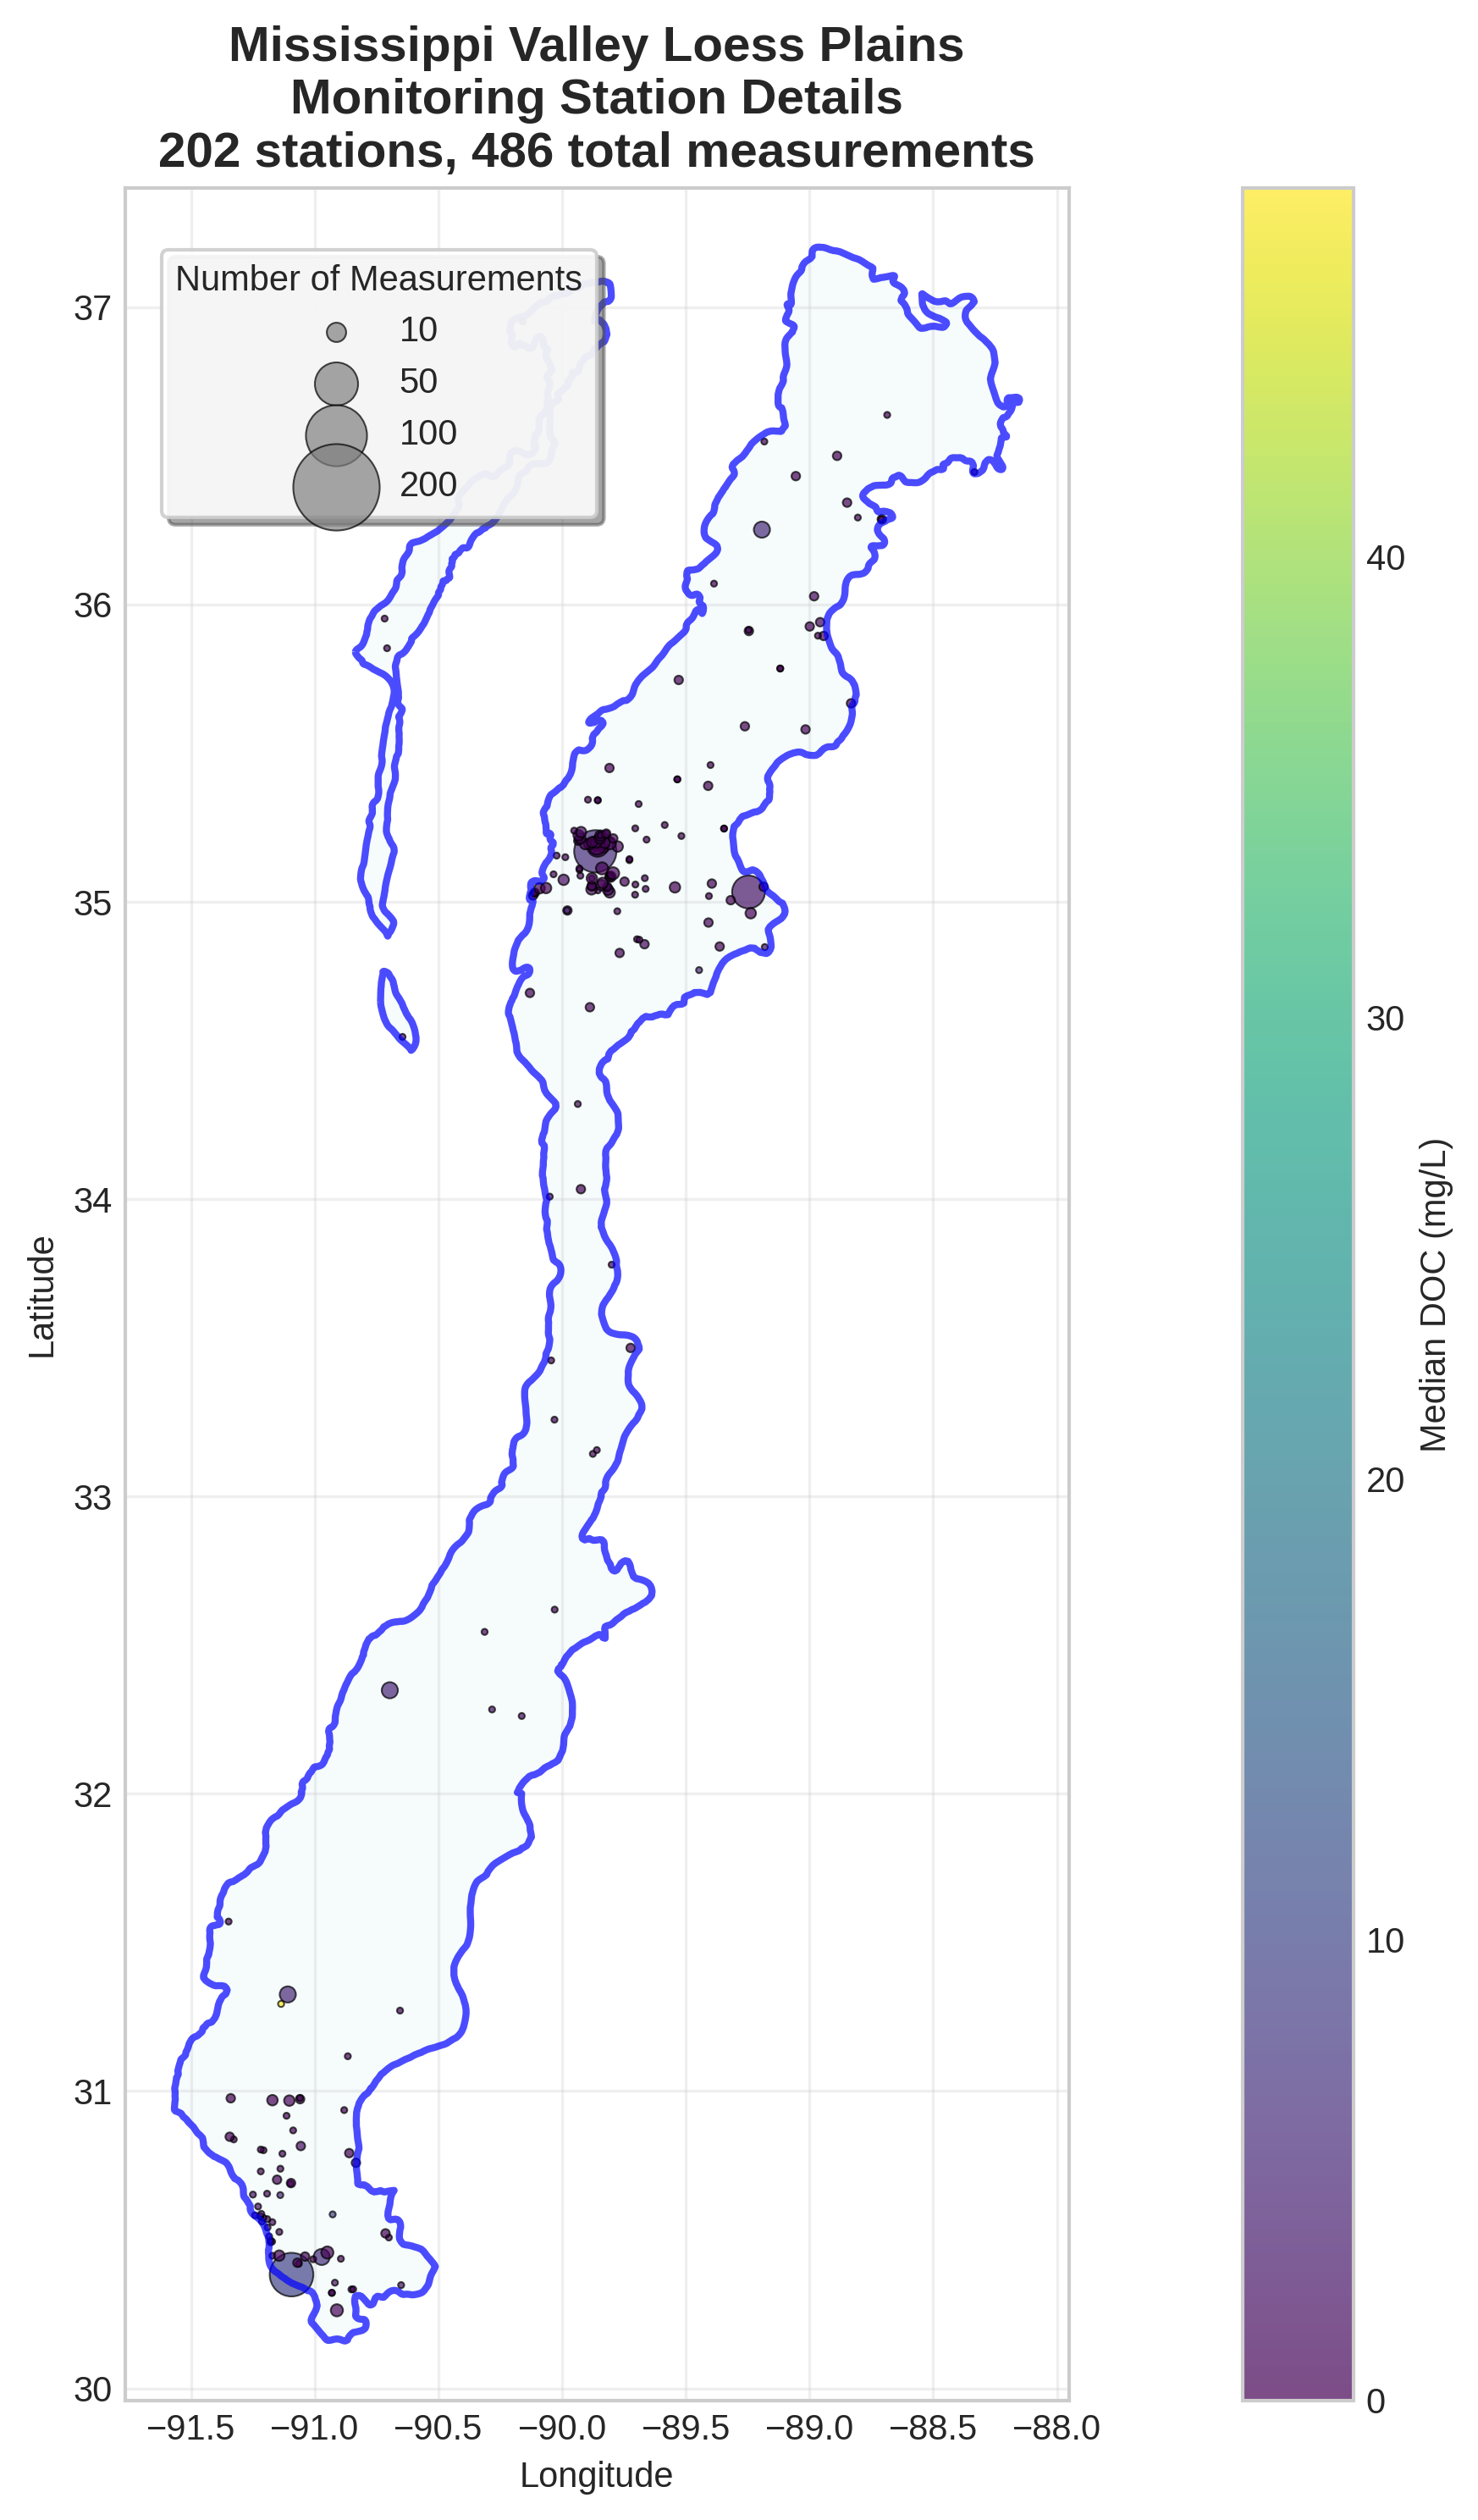 Mississippi Valley Loess Plains
Monitoring Station Details
202 stations, 486 total measurements
Number of Measurements
10
50
100
200
37
36
35
34
33
32
31
30
Latitude
−91.5 −91.0 −90.5 −90.0 −89.5 −89.0 −88.5 −88.0
Longitude
40
30
20
10
0
Median DOC (mg/L)